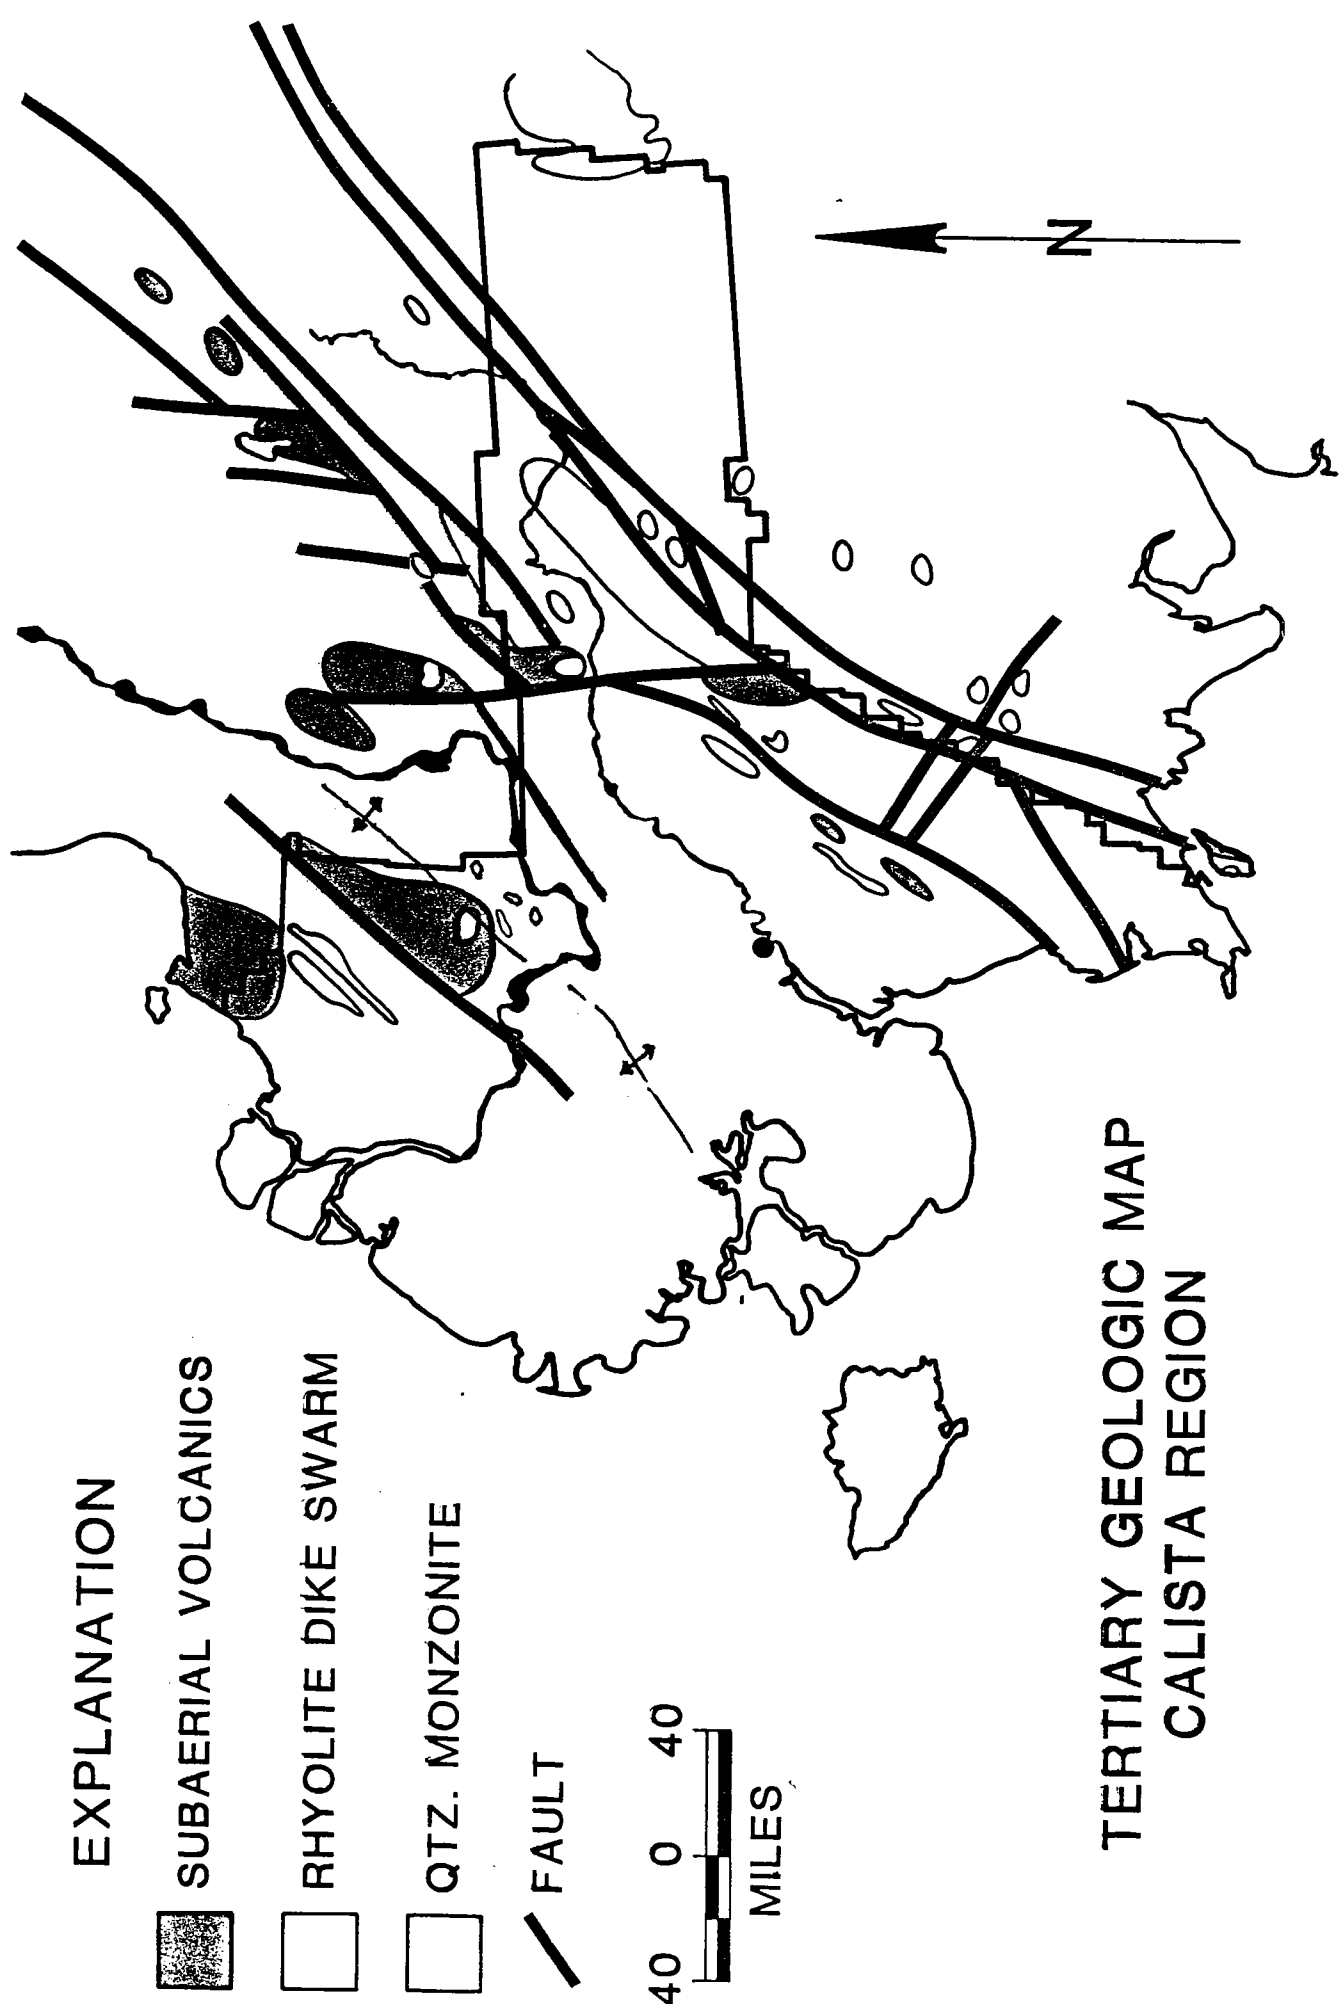 EXPLANATION
SUBAERIAL VOLCANICS
RHYOLITE DIKE SWARM
QTZ. MONZONITE
FAULT
40 0 40
MILES
N
TERTIARY GEOLOGIC MAP
CALISTA REGION